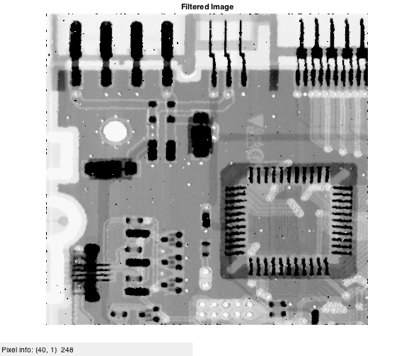 Filtered Image
Pixel info: (40, 1) 248